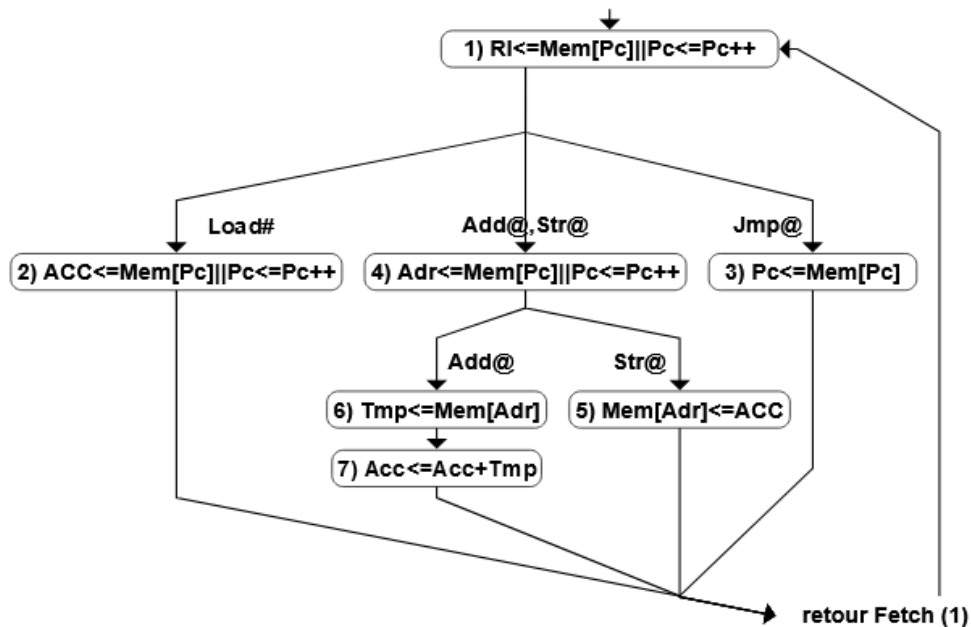 1) RI<=Mem[Pc]||Pc<=Pc++
Load#
Add@,Str@
Jmp@
2) ACC<=Mem[Pc]||Pc<=Pc++
4) Adr<=Mem[Pc]||Pc<=Pc++
3) Pc<=Mem[Pc]
Add@
Str@
6) Tmp<=Mem[Adr]
5) Mem[Adr]<=ACC
7) Acc<=Acc+Tmp
retour Fetch (1)